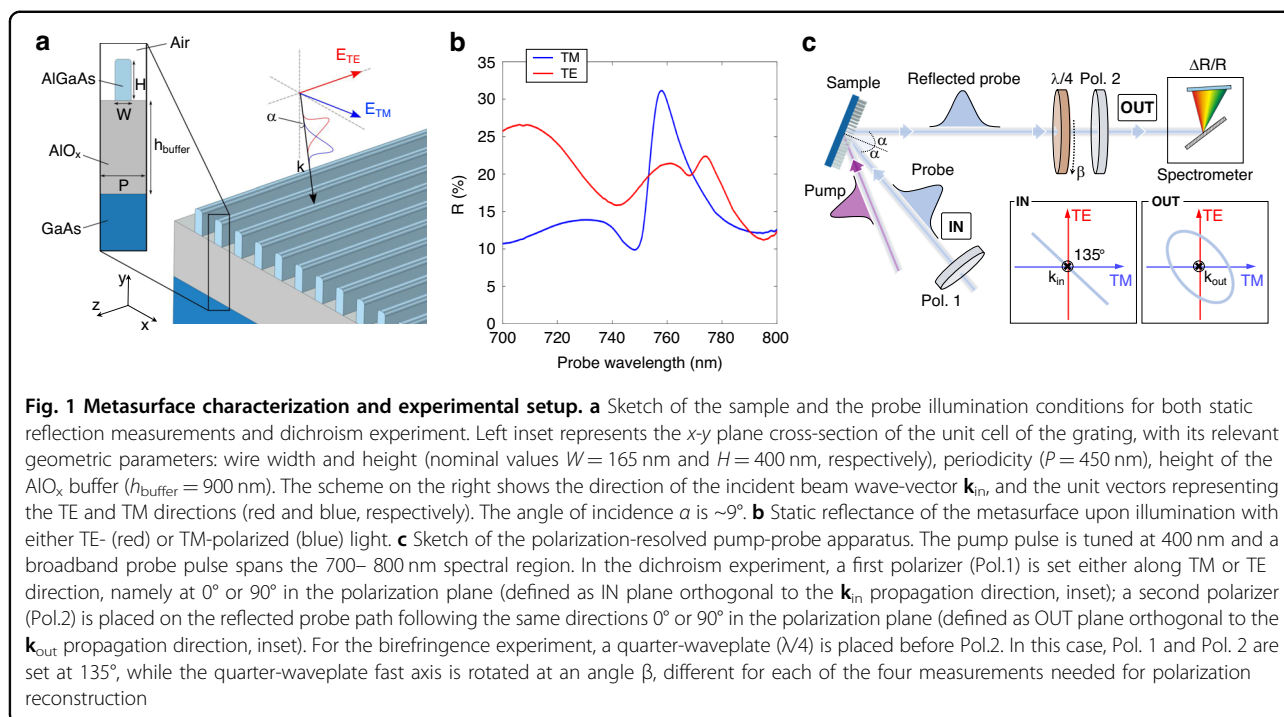 a
Air
AlGaAs
H
W
AlOₓ
h_buffer
P
GaAs
y
z
x
E_TE
E_TM
α
k
b
TM
TE
R (%)
35
30
25
20
15
10
5
0
700
720
740
760
780
800
Probe wavelength (nm)
c
Sample
Reflected probe
λ/4 Pol. 2
OUT
ΔR/R
Spectrometer
β
α
α
Pump
Probe
IN
Pol. 1
IN
TE
135°
k_in
TM
OUT
TE
k_out
TM
Fig. 1 Metasurface characterization and experimental setup. a Sketch of the sample and the probe illumination conditions for both static
reflection measurements and dichroism experiment. Left inset represents the x-y plane cross-section of the unit cell of the grating, with its relevant
geometric parameters: wire width and height (nominal values W = 165 nm and H = 400 nm, respectively), periodicity (P = 450 nm), height of the
AlOₓ buffer (h_buffer = 900 nm). The scheme on the right shows the direction of the incident beam wave-vector k_in, and the unit vectors representing
the TE and TM directions (red and blue, respectively). The angle of incidence α is ~9°. b Static reflectance of the metasurface upon illumination with
either TE- (red) or TM-polarized (blue) light. c Sketch of the polarization-resolved pump-probe apparatus. The pump pulse is tuned at 400 nm and a
broadband probe pulse spans the 700– 800 nm spectral region. In the dichroism experiment, a first polarizer (Pol.1) is set either along TM or TE
direction, namely at 0° or 90° in the polarization plane (defined as IN plane orthogonal to the k_in propagation direction, inset); a second polarizer
(Pol.2) is placed on the reflected probe path following the same directions 0° or 90° in the polarization plane (defined as OUT plane orthogonal to the
k_out propagation direction, inset). For the birefringence experiment, a quarter-waveplate (λ/4) is placed before Pol.2. In this case, Pol. 1 and Pol. 2 are
set at 135°, while the quarter-waveplate fast axis is rotated at an angle β, different for each of the four measurements needed for polarization
reconstruction